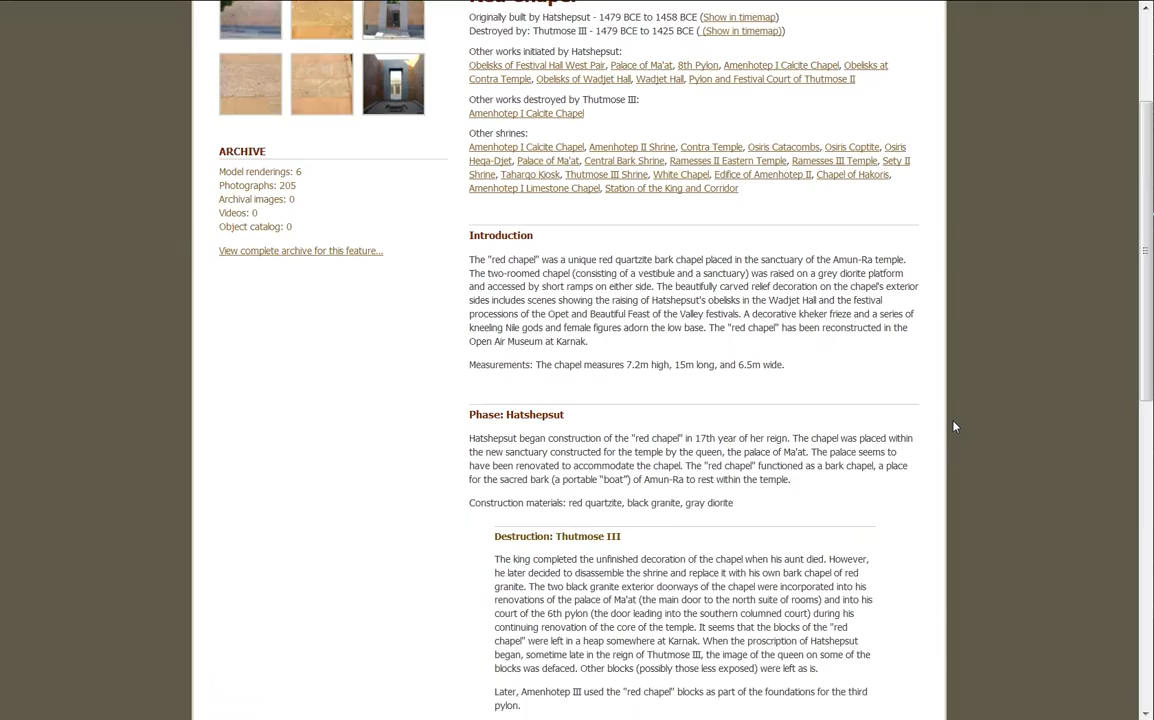 Originally built by Hatshepsut - 1479 BCE to 1458 BCE (Show in timemap)
Destroyed by: Thutmose III - 1479 BCE to 1425 BCE ( (Show in timemap))
Other works initiated by Hatshepsut:
Obelisks of Festival Hall West Pair, Palace of Ma'at, 8th Pylon, Amenhotep I Calcite Chapel, Obelisks at
Contra Temple, Obelisks of Wadjet Hall, Wadjet Hall, Pylon and Festival Court of Thutmose II
Other works destroyed by Thutmose III:
Amenhotep I Calcite Chapel
Other shrines:
Amenhotep I Calcite Chapel, Amenhotep II Shrine, Contra Temple, Osiris Catacombs, Osiris Coptite, Osiris
Heqa-Djet, Palace of Ma'at, Central Bark Shrine, Ramesses II Eastern Temple, Ramesses III Temple, Sety II
Shrine, Taharqo Kiosk, Thutmose III Shrine, White Chapel, Edifice of Amenhotep II, Chapel of Hakoris,
Amenhotep I Limestone Chapel, Station of the King and Corridor
ARCHIVE
Model renderings: 6
Photographs: 205
Archival images: 0
Videos: 0
Object catalog: 0
View complete archive for this feature...
Introduction
The "red chapel" was a unique red quartzite bark chapel placed in the sanctuary of the Amun-Ra temple.
The two-roomed chapel (consisting of a vestibule and a sanctuary) was raised on a grey diorite platform
and accessed by short ramps on either side. The beautifully carved relief decoration on the chapel's exterior
sides includes scenes showing the raising of Hatshepsut's obelisks in the Wadjet Hall and the festival
processions of the Opet and Beautiful Feast of the Valley festivals. A decorative kheker frieze and a series of
kneeling Nile gods and female figures adorn the low base. The "red chapel" has been reconstructed in the
Open Air Museum at Karnak.
Measurements: The chapel measures 7.2m high, 15m long, and 6.5m wide.
Phase: Hatshepsut
Hatshepsut began construction of the "red chapel" in 17th year of her reign. The chapel was placed within
the new sanctuary constructed for the temple by the queen, the palace of Ma'at. The palace seems to
have been renovated to accommodate the chapel. The "red chapel" functioned as a bark chapel, a place
for the sacred bark (a portable “boat”) of Amun-Ra to rest within the temple.
Construction materials: red quartzite, black granite, gray diorite
Destruction: Thutmose III
The king completed the unfinished decoration of the chapel when his aunt died. However,
he later decided to disassemble the shrine and replace it with his own bark chapel of red
granite. The two black granite exterior doorways of the chapel were incorporated into his
renovations of the palace of Ma'at (the main door to the north suite of rooms) and into his
court of the 6th pylon (the door leading into the southern columned court) during his
continuing renovation of the core of the temple. It seems that the blocks of the "red
chapel" were left in a heap somewhere at Karnak. When the proscription of Hatshepsut
began, sometime late in the reign of Thutmose III, the image of the queen on some of the
blocks was defaced. Other blocks (possibly those less exposed) were left as is.
Later, Amenhotep III used the "red chapel" blocks as part of the foundations for the third
pylon.